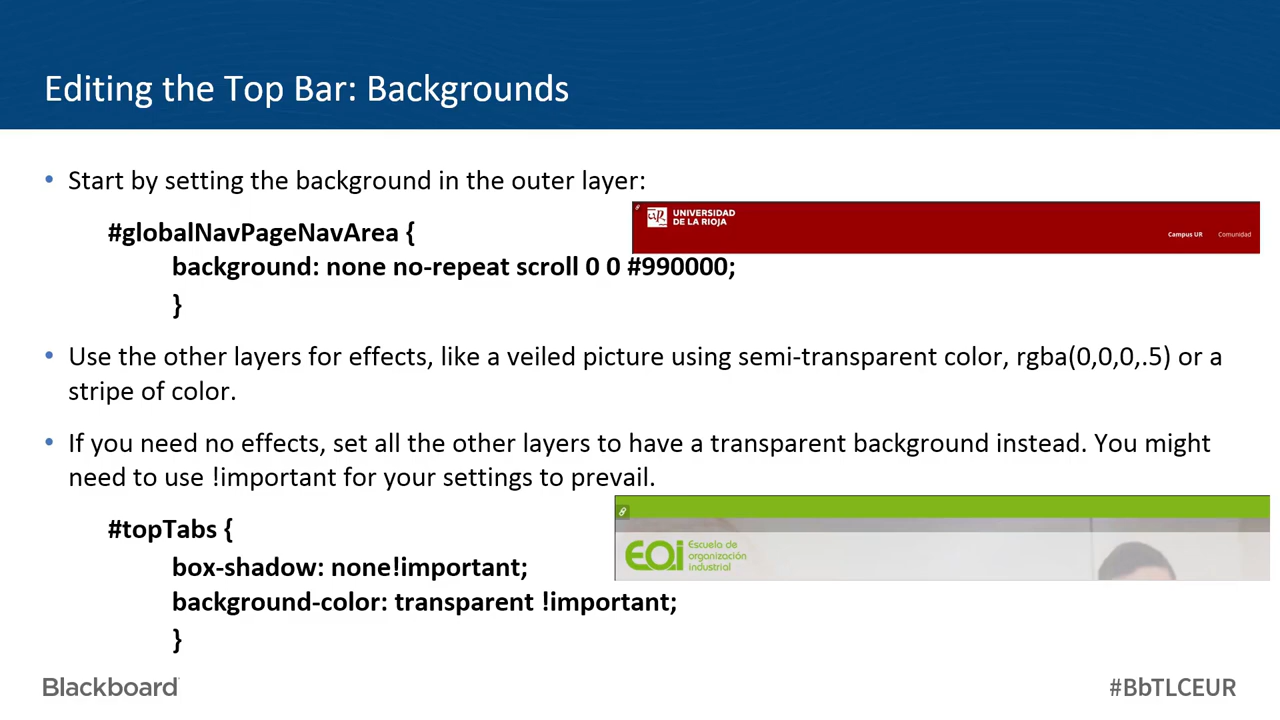 Editing the Top Bar: Backgrounds
• Start by setting the background in the outer layer:
#globalNavPageNavArea {
background: none no-repeat scroll 0 0 #990000;
}
UNIVERSIDAD
DE LA RIOJA
Campus UR Comunidad
• Use the other layers for effects, like a veiled picture using semi-transparent color, rgba(0,0,0,.5) or a
stripe of color.
• If you need no effects, set all the other layers to have a transparent background instead. You might
need to use !important for your settings to prevail.
#topTabs {
box-shadow: none!important;
background-color: transparent !important;
}
EOi Escuela de
organización
industrial
Blackboard
#BbTLCEUR